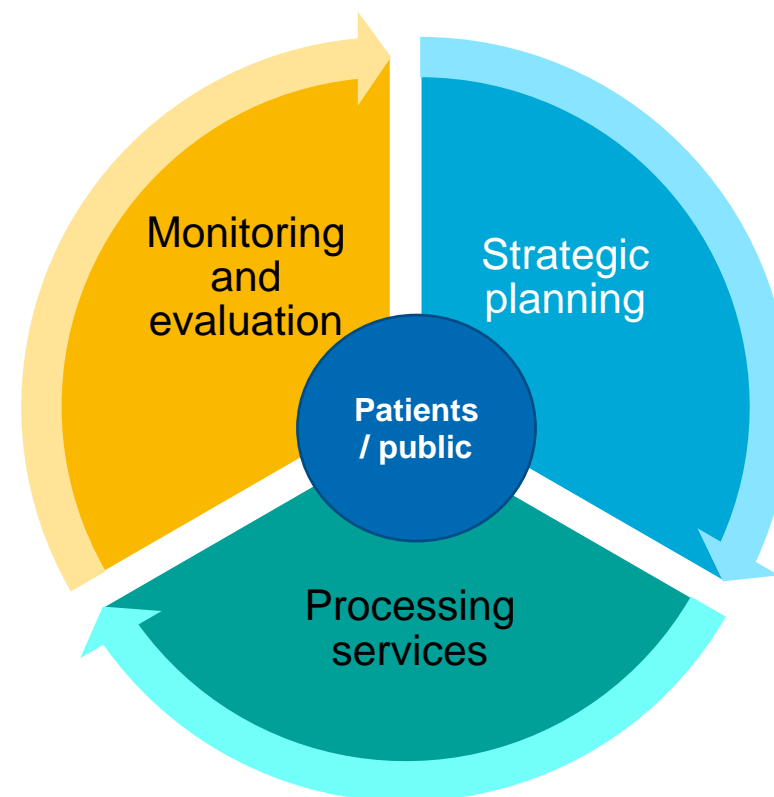 Monitoring
and
evaluation
Strategic
planning
Patients
/ public
Processing
services